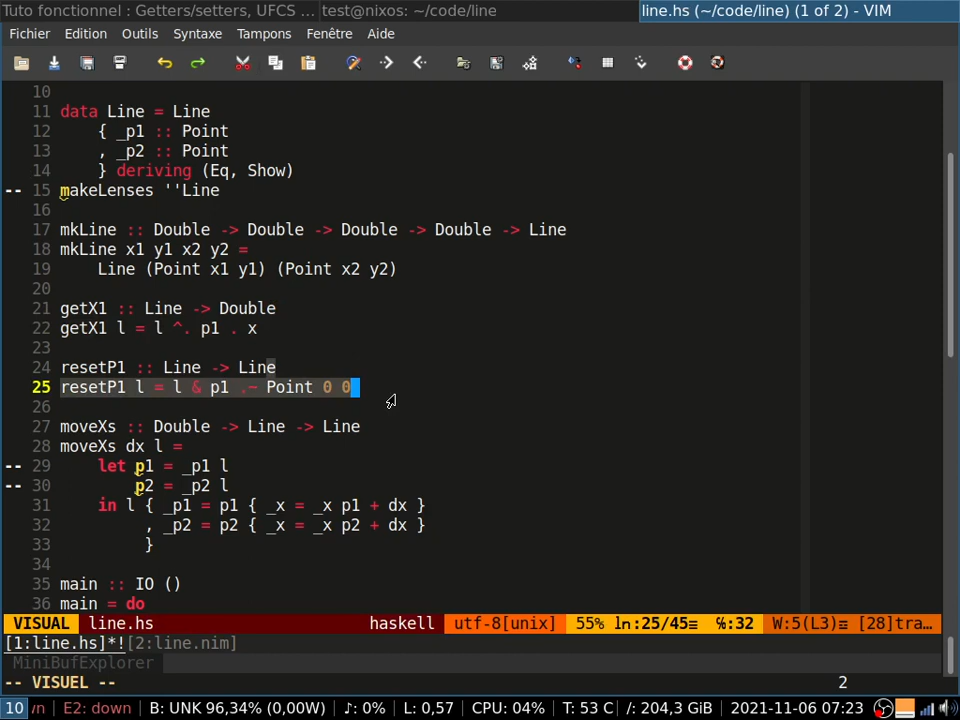 Tuto fonctionnel : Getters/setters, UFCS ... test@nixos: ~/code/line line.hs (~/code/line) (1 of 2) - VIM
Fichier Edition Outils Syntaxe Tampons Fenêtre Aide
10
11 data Line = Line
12     { _p1 :: Point
13     , _p2 :: Point
14     } deriving (Eq, Show)
-- 15 makeLenses ''Line
16
17 mkLine :: Double -> Double -> Double -> Double -> Line
18 mkLine x1 y1 x2 y2 =
19     Line (Point x1 y1) (Point x2 y2)
20
21 getX1 :: Line -> Double
22 getX1 l = l ^. p1 . x
23
24 resetP1 :: Line -> Line
25 resetP1 l = l & p1 .~ Point 0 0
26
27 moveXs :: Double -> Line -> Line
28 moveXs dx l =
-- 29     let p1 = _p1 l
-- 30         p2 = _p2 l
31     in l { _p1 = p1 { _x = _x p1 + dx }
32          , _p2 = p2 { _x = _x p2 + dx }
33          }
34
35 main :: IO ()
36 main = do
VISUAL line.hs haskell utf-8[unix] 55% ln:25/45≡ ℅:32 W:5(L3)☲ [28]tra…
[1:line.hs]*![2:line.nim]
MiniBufExplorer
-- VISUEL -- 2
10 wn E2: down B: UNK 96,34% (0,00W) ♪: 0% L: 0,57 CPU: 04% T: 53 C /: 204,3 GiB 2021-11-06 07:23